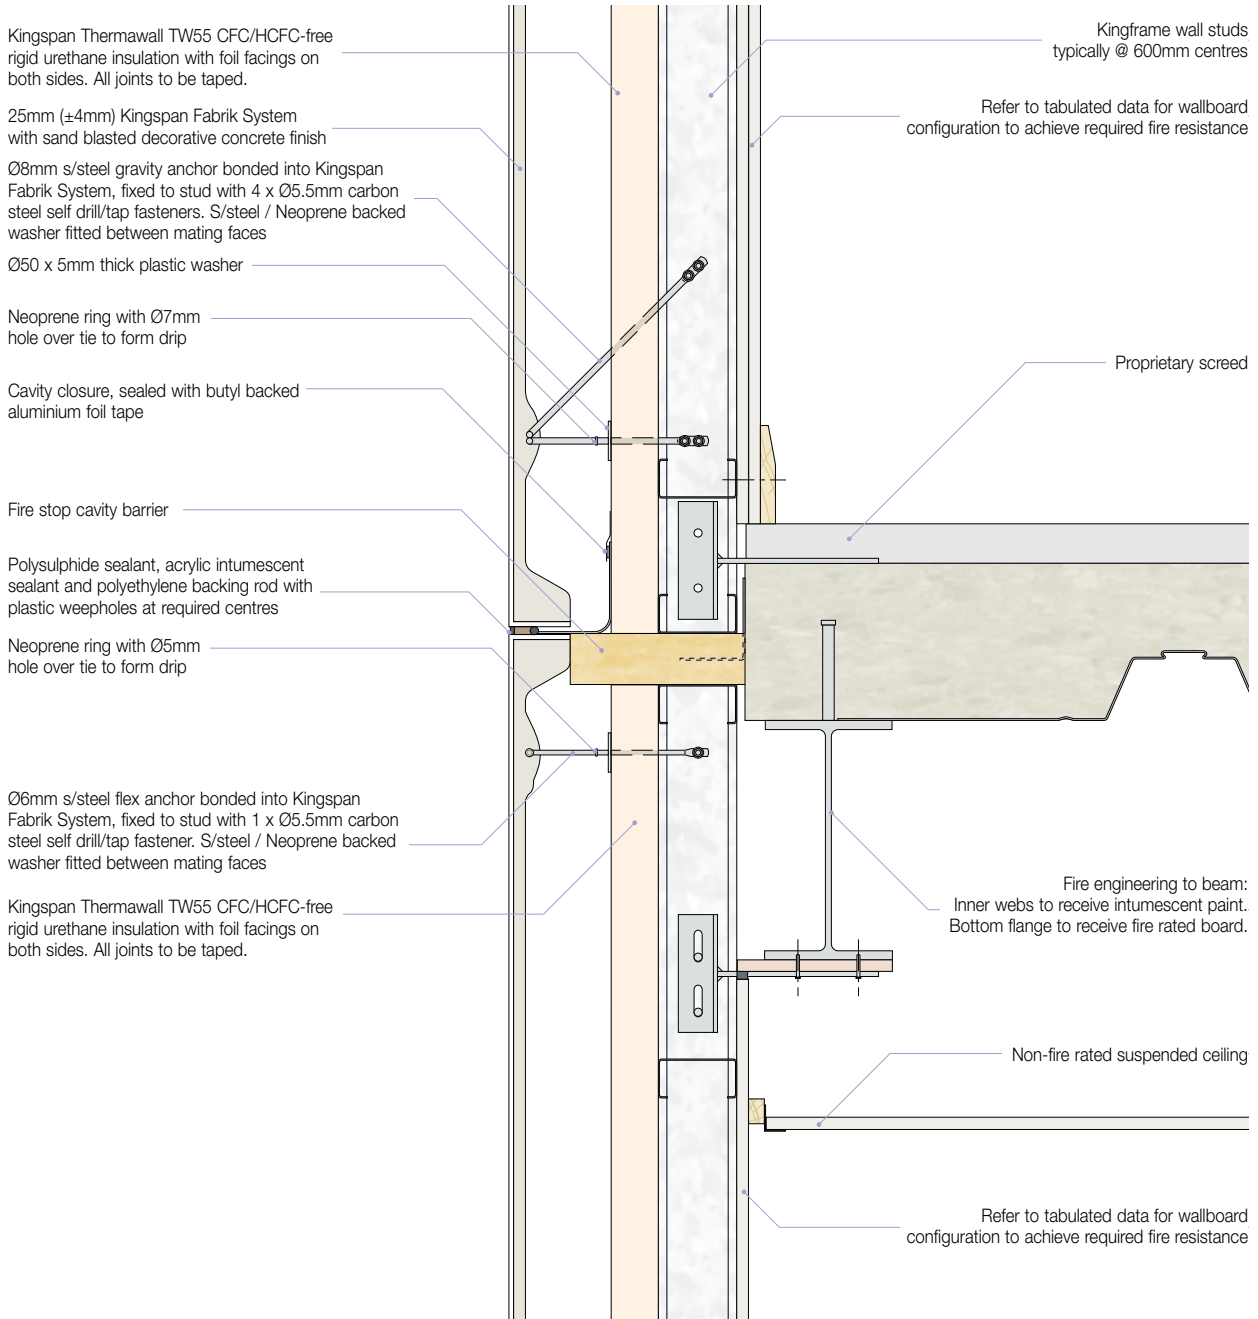 Kingspan Thermawall TW55 CFC/HCFC-free
rigid urethane insulation with foil facings on
both sides. All joints to be taped.
25mm (±4mm) Kingspan Fabrik System
with sand blasted decorative concrete finish
Ø8mm s/steel gravity anchor bonded into Kingspan
Fabrik System, fixed to stud with 4 x Ø5.5mm carbon
steel self drill/tap fasteners. S/steel / Neoprene backed
washer fitted between mating faces
Ø50 x 5mm thick plastic washer
Neoprene ring with Ø7mm
hole over tie to form drip
Cavity closure, sealed with butyl backed
aluminium foil tape
Fire stop cavity barrier
Polysulphide sealant, acrylic intumescent
sealant and polyethylene backing rod with
plastic weepholes at required centres
Neoprene ring with Ø5mm
hole over tie to form drip
Ø6mm s/steel flex anchor bonded into Kingspan
Fabrik System, fixed to stud with 1 x Ø5.5mm carbon
steel self drill/tap fastener. S/steel / Neoprene backed
washer fitted between mating faces
Kingspan Thermawall TW55 CFC/HCFC-free
rigid urethane insulation with foil facings on
both sides. All joints to be taped.
Kingframe wall studs
typically @ 600mm centres
Refer to tabulated data for wallboard
configuration to achieve required fire resistance
Proprietary screed
Fire engineering to beam:
Inner webs to receive intumescent paint.
Bottom flange to receive fire rated board.
Non-fire rated suspended ceiling
Refer to tabulated data for wallboard
configuration to achieve required fire resistance